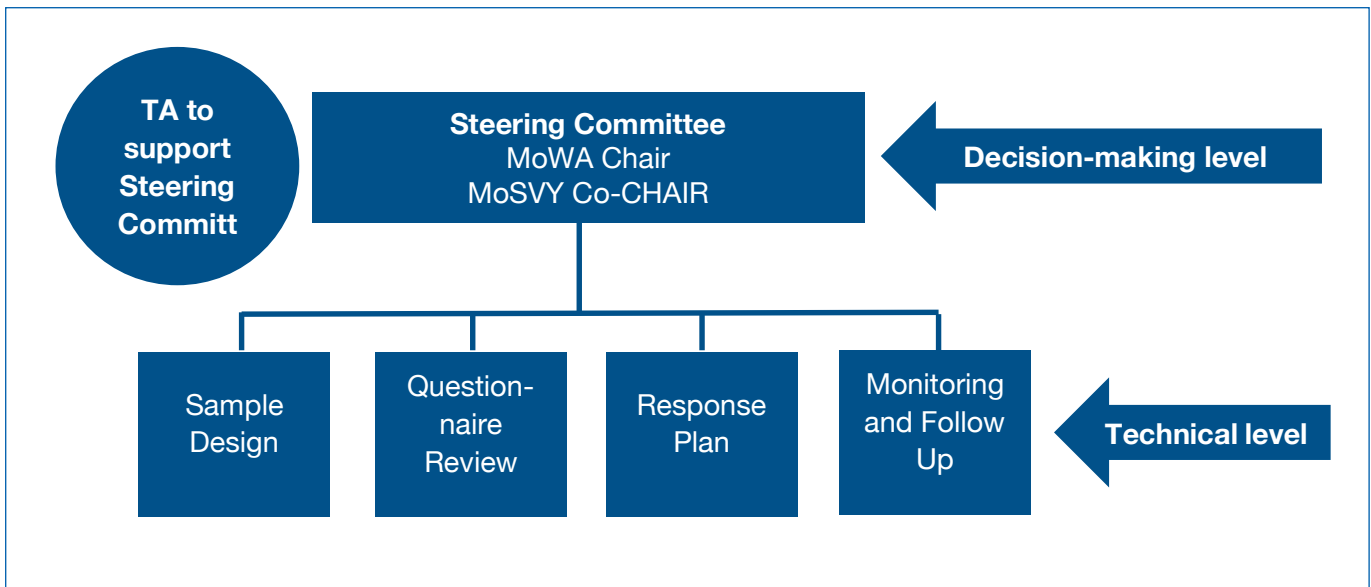 TA to
support
Steering
Committ
Steering Committee
MoWA Chair
MoSVY Co-CHAIR
Decision-making level
Sample
Design
Question-
naire
Review
Response
Plan
Monitoring
and Follow
Up
Technical level